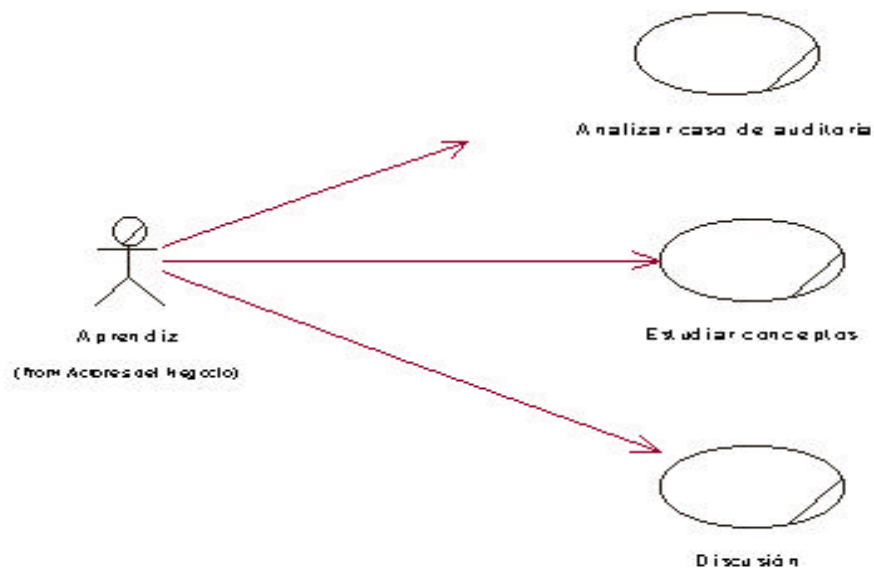 Analizar caso de auditoria
Aprendiz
(from Actores del Negocio)
Estudiar conceptos
Discusión